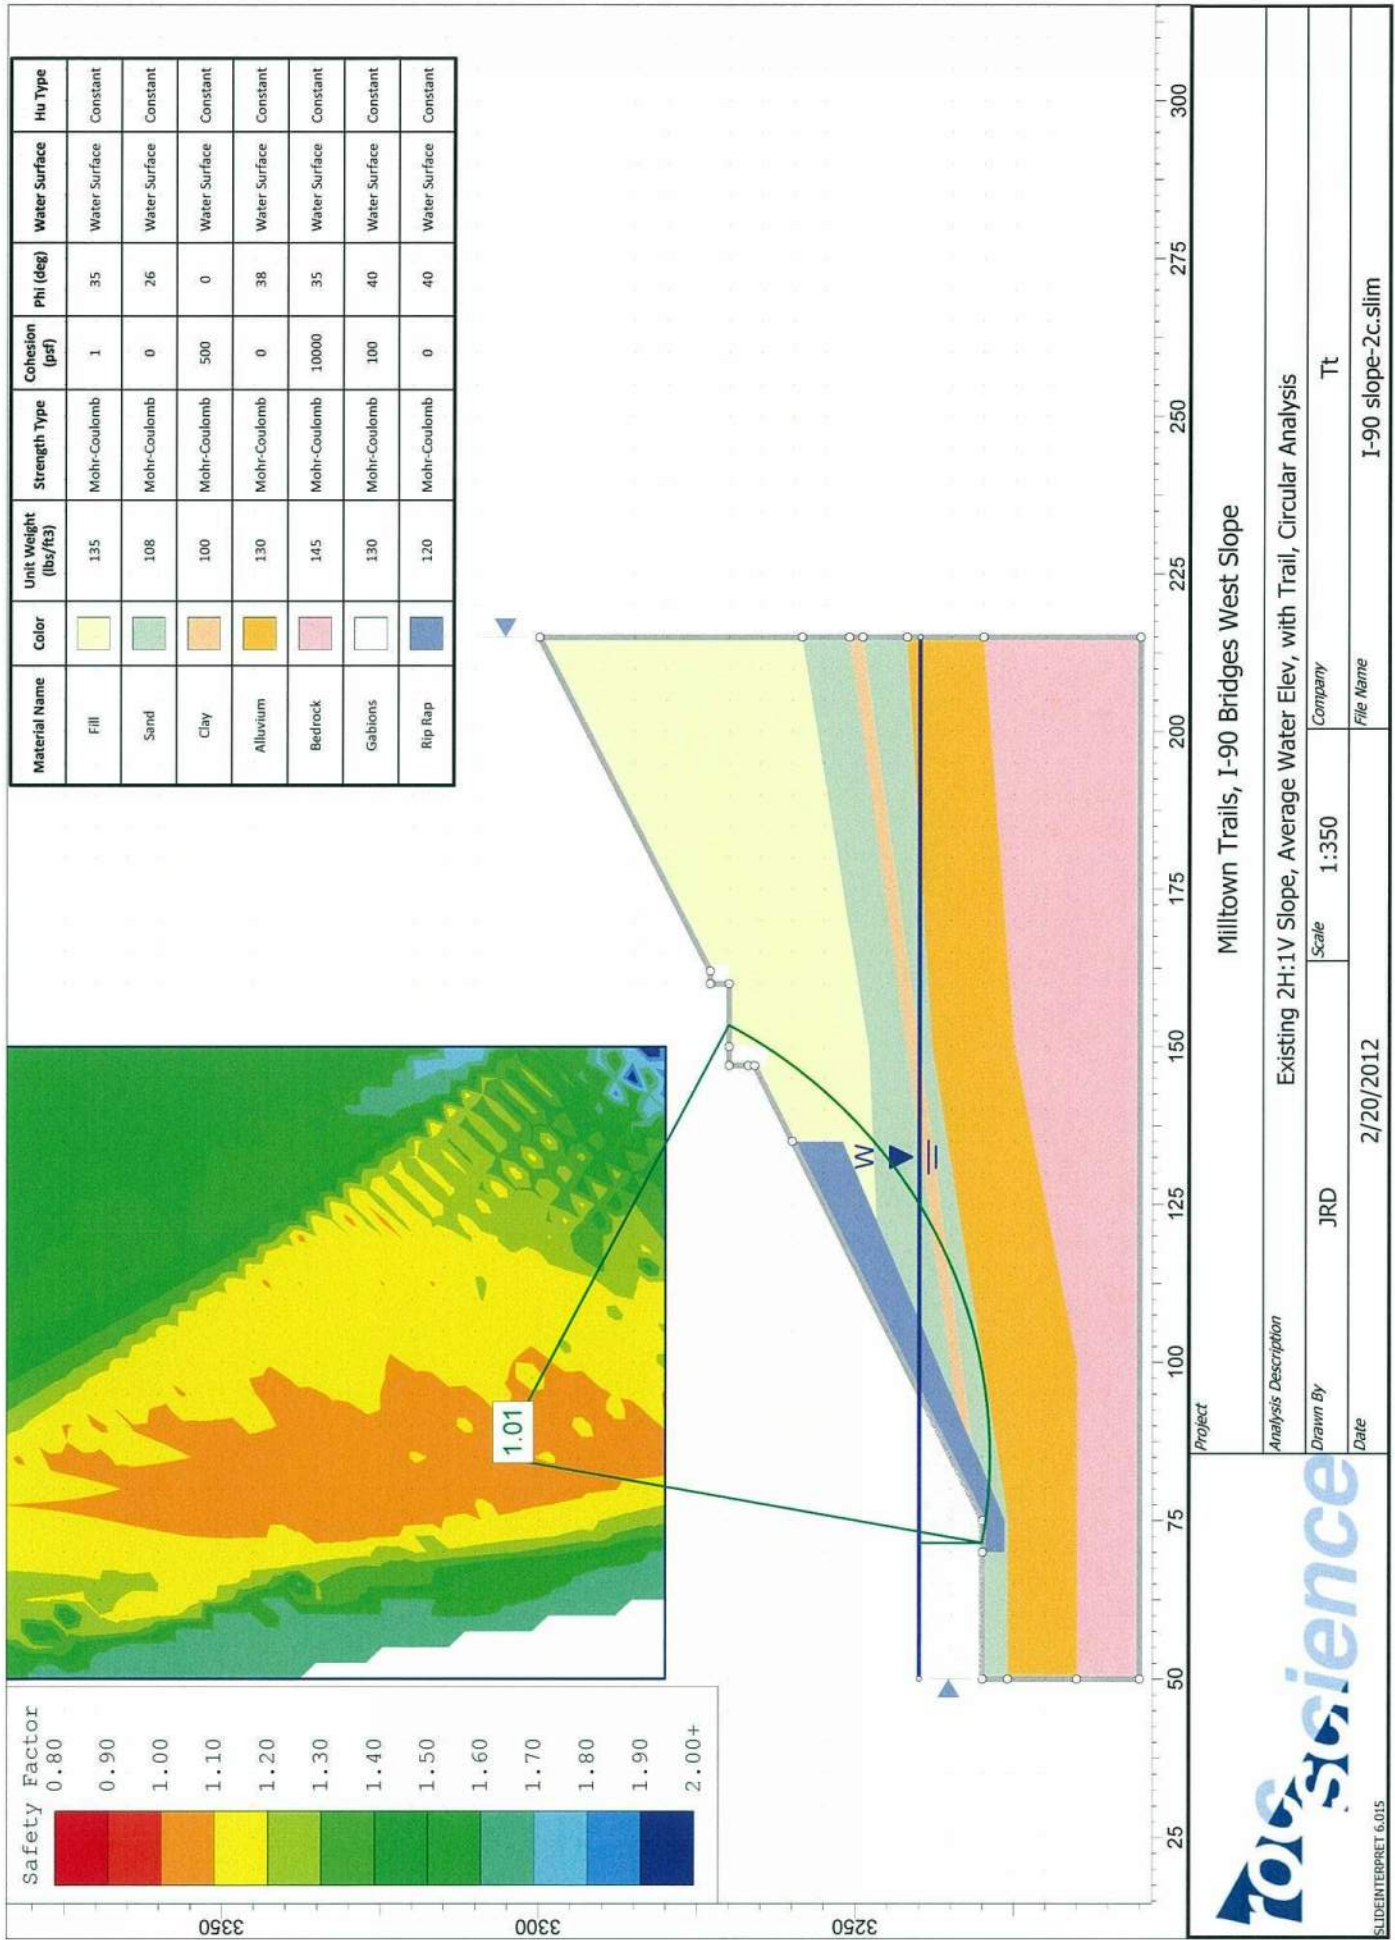 Safety Factor
0.80
0.90
1.00
1.10
1.20
1.30
1.40
1.50
1.60
1.70
1.80
1.90
2.00+
Material Name Color Unit Weight (lbs/ft3) Strength Type Cohesion (psf) Phi (deg) Water Surface Hu Type
Fill 135 Mohr-Coulomb 1 35 Water Surface Constant
Sand 108 Mohr-Coulomb 0 26 Water Surface Constant
Clay 100 Mohr-Coulomb 500 0 Water Surface Constant
Alluvium 130 Mohr-Coulomb 0 38 Water Surface Constant
Bedrock 145 Mohr-Coulomb 10000 35 Water Surface Constant
Gabions 130 Mohr-Coulomb 100 40 Water Surface Constant
Rip Rap 120 Mohr-Coulomb 0 40 Water Surface Constant
1.01
W
3350
3300
3250
25 50 75 100 125 150 175 200 225 250 275 300
rocscience
SLIDEINTERPRET 6.015
Project
Milltown Trails, I-90 Bridges West Slope
Analysis Description
Existing 2H:1V Slope, Average Water Elev, with Trail, Circular Analysis
Drawn By JRD Scale 1:350 Company Tt
Date 2/20/2012 File Name I-90 slope-2c.slim